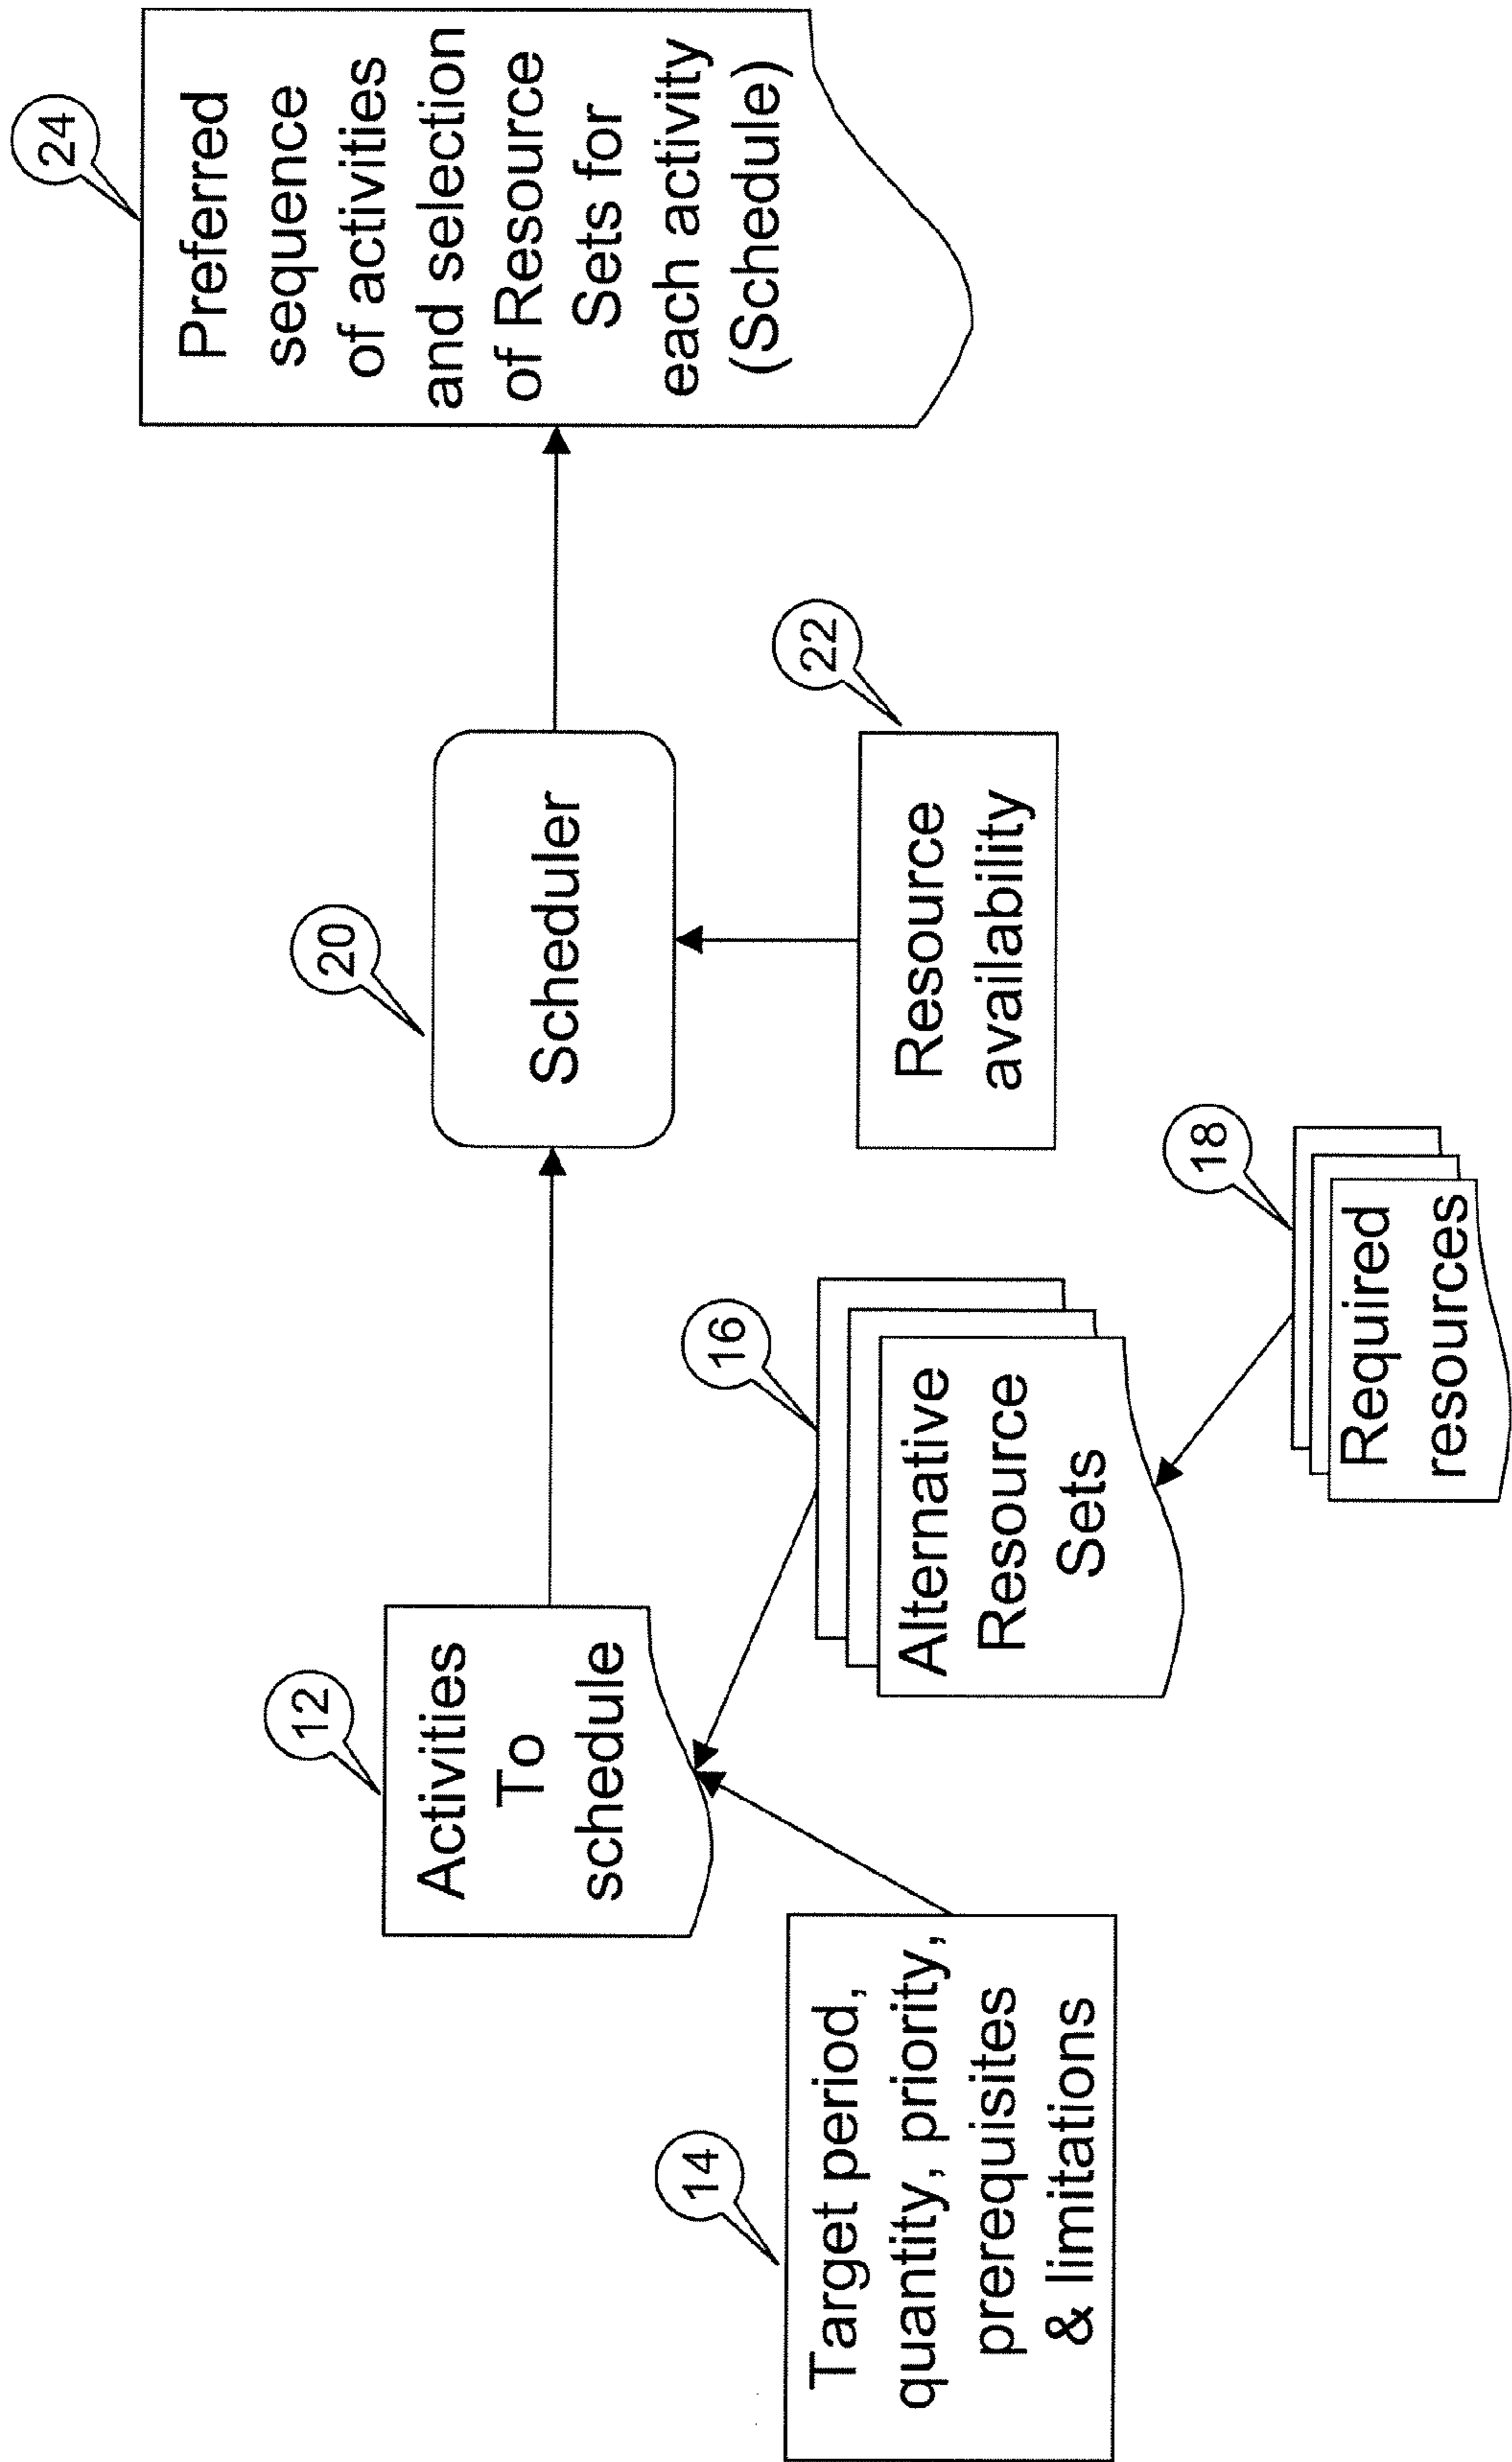 12
Activities
To
schedule
14
Target period,
quantity, priority,
prerequisites
& limitations
16
Alternative
Resource
Sets
18
Required
resources
20
Scheduler
22
Resource
availability
24
Preferred
sequence
of activities
and selection
of Resource
Sets for
each activity
(Schedule)